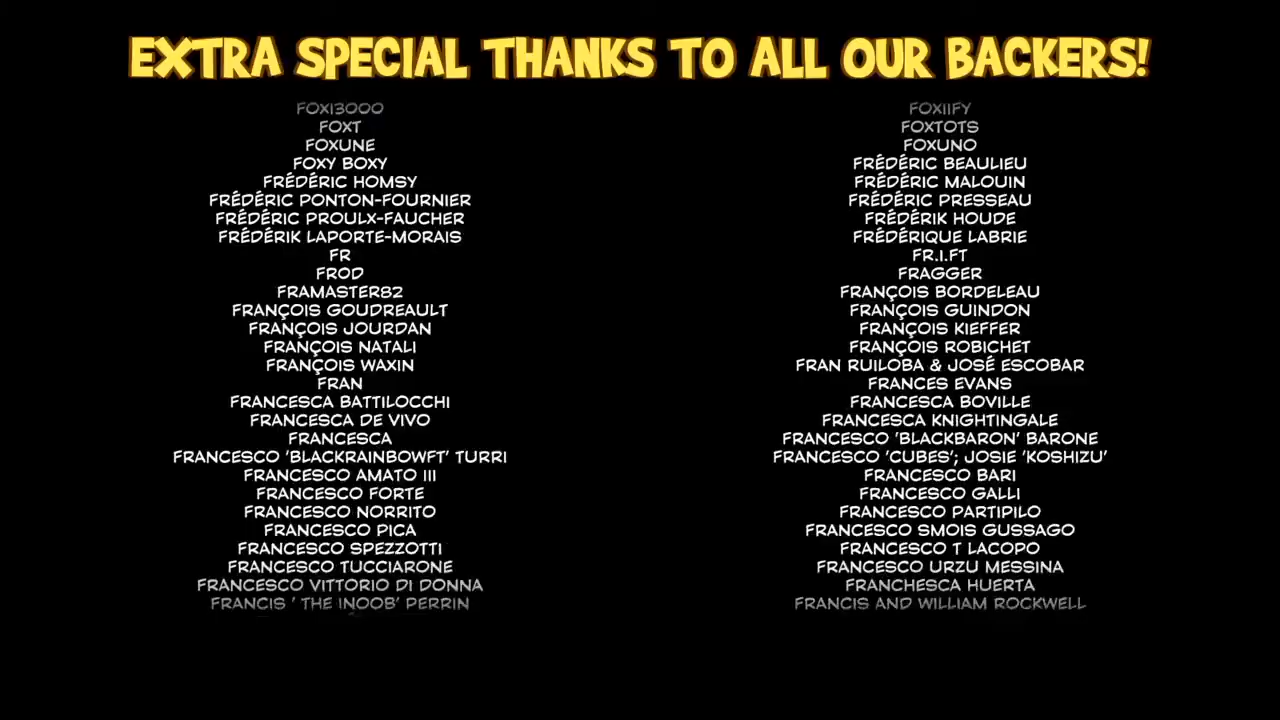 EXTRA SPECIAL THANKS TO ALL OUR BACKERS!
FOX13000
FOXT
FOXUNE
FOXY BOXY
FRÉDÉRIC HOMSY
FRÉDÉRIC PONTON-FOURNIER
FRÉDÉRIC PROULX-FAUCHER
FRÉDÉRIK LAPORTE-MORAIS
FR
FROD
FRAMASTER82
FRANÇOIS GOUDREAULT
FRANÇOIS JOURDAN
FRANÇOIS NATALI
FRANÇOIS WAXIN
FRAN
FRANCESCA BATTILOCCHI
FRANCESCA DE VIVO
FRANCESCA
FRANCESCO 'BLACKRAINBOWFT' TURRI
FRANCESCO AMATO III
FRANCESCO FORTE
FRANCESCO NORRITO
FRANCESCO PICA
FRANCESCO SPEZZOTTI
FRANCESCO TUCCIARONE
FRANCESCO VITTORIO DI DONNA
FRANCIS ' THE INOOB' PERRIN
FOXIIFY
FOXTOTS
FOXUNO
FRÉDÉRIC BEAULIEU
FRÉDÉRIC MALOUIN
FRÉDÉRIC PRESSEAU
FRÉDÉRIK HOUDE
FRÉDÉRIQUE LABRIE
FR.I.FT
FRAGGER
FRANÇOIS BORDELEAU
FRANÇOIS GUINDON
FRANÇOIS KIEFFER
FRANÇOIS ROBICHET
FRAN RUILOBA & JOSÉ ESCOBAR
FRANCES EVANS
FRANCESCA BOVILLE
FRANCESCA KNIGHTINGALE
FRANCESCO 'BLACKBARON' BARONE
FRANCESCO 'CUBES'; JOSIE 'KOSHIZU'
FRANCESCO BARI
FRANCESCO GALLI
FRANCESCO PARTIPILO
FRANCESCO SMOIS GUSSAGO
FRANCESCO T LACOPO
FRANCESCO URZU MESSINA
FRANCHESCA HUERTA
FRANCIS AND WILLIAM ROCKWELL